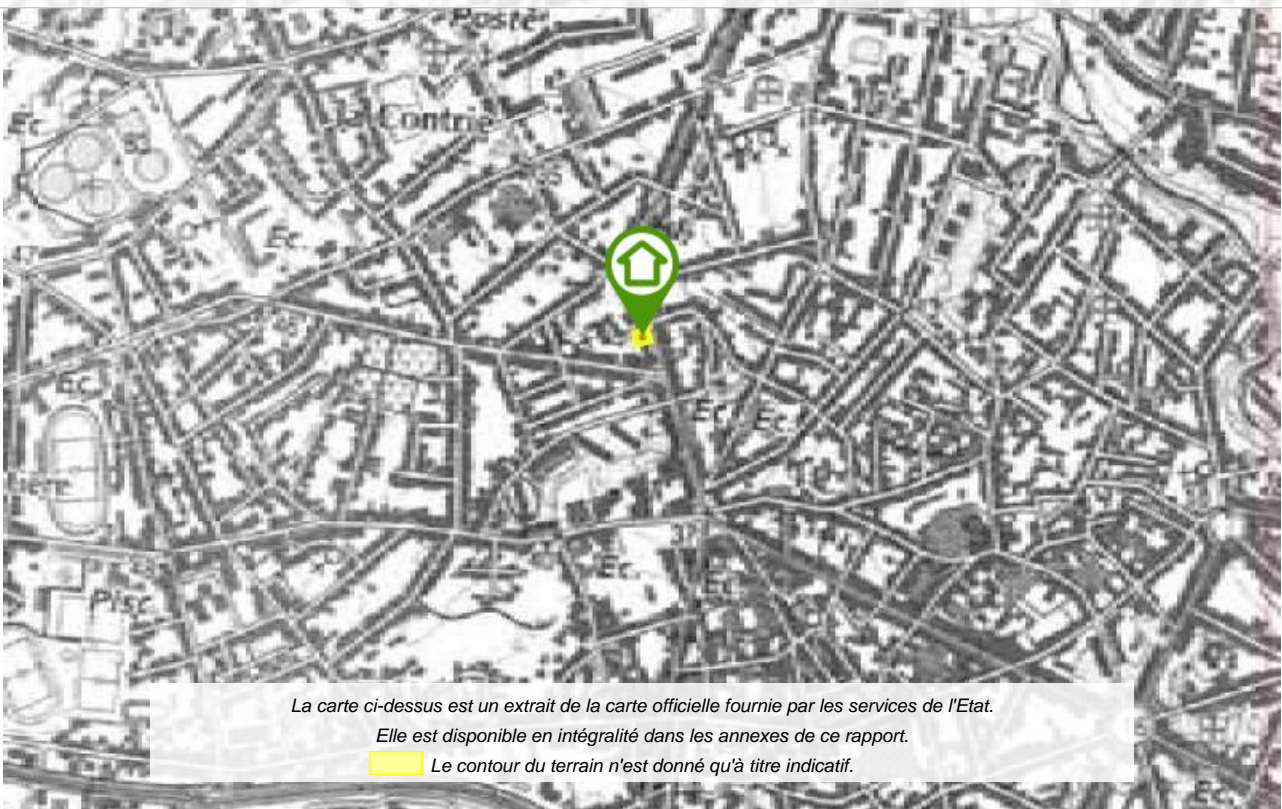 Poste
la Contrie
Ec.
Ec.
Ec.
Ec.
Ec.
Pisc.
Ec.
Ec.
La carte ci-dessus est un extrait de la carte officielle fournie par les services de l'Etat.
Elle est disponible en intégralité dans les annexes de ce rapport.
Le contour du terrain n'est donné qu'à titre indicatif.
Ec.